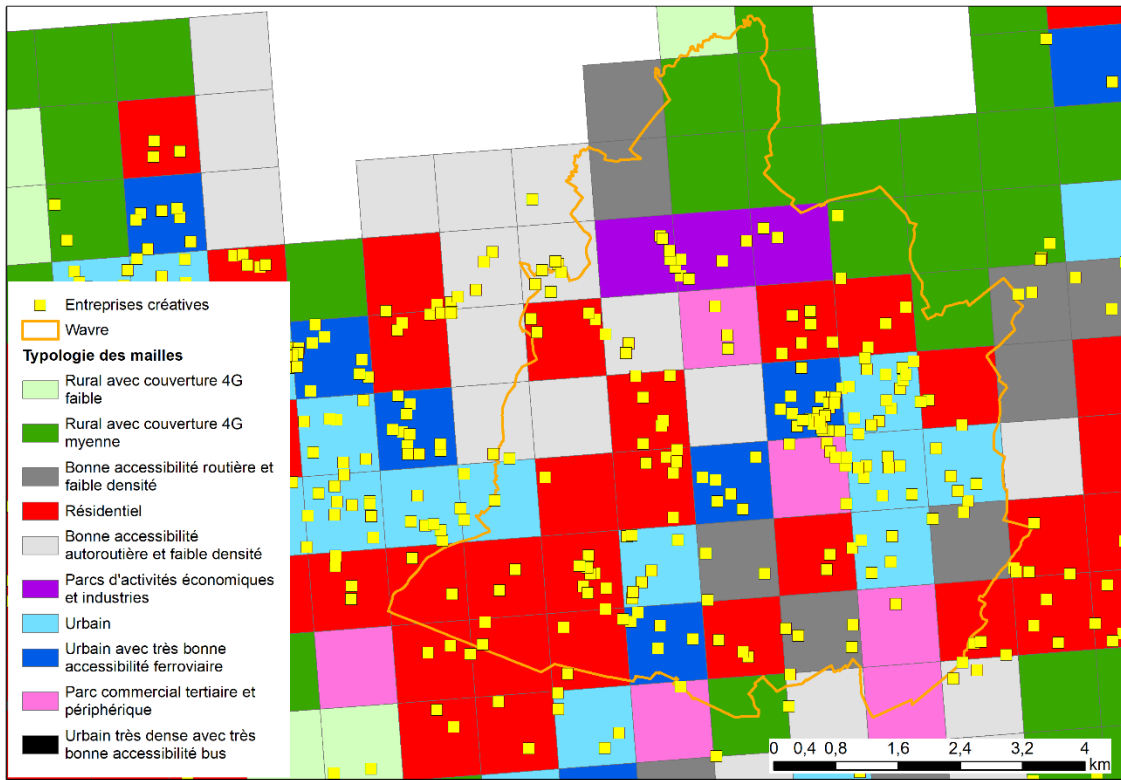 Entreprises créatives
Wavre
Typologie des mailles
Rural avec couverture 4G
faible
Rural avec couverture 4G
myenne
Bonne accessibilité routière et
faible densité
Résidentiel
Bonne accessibilité
autoroutière et faible densité
Parcs d'activités économiques
et industries
Urbain
Urbain avec très bonne
accessibilité ferroviaire
Parc commercial tertiaire et
périphérique
Urbain très dense avec très
bonne accessibilité bus
0 0,4 0,8 1,6 2,4 3,2 4
km